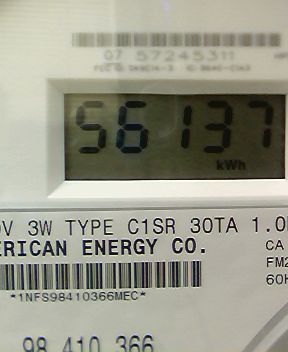 07 57245311
56137
kWh
V 3W TYPE C1SR 30TA 1.0
ERICAN ENERGY CO.
CA
FM2
60H
*1NFS98410366MEC*
98 410 366